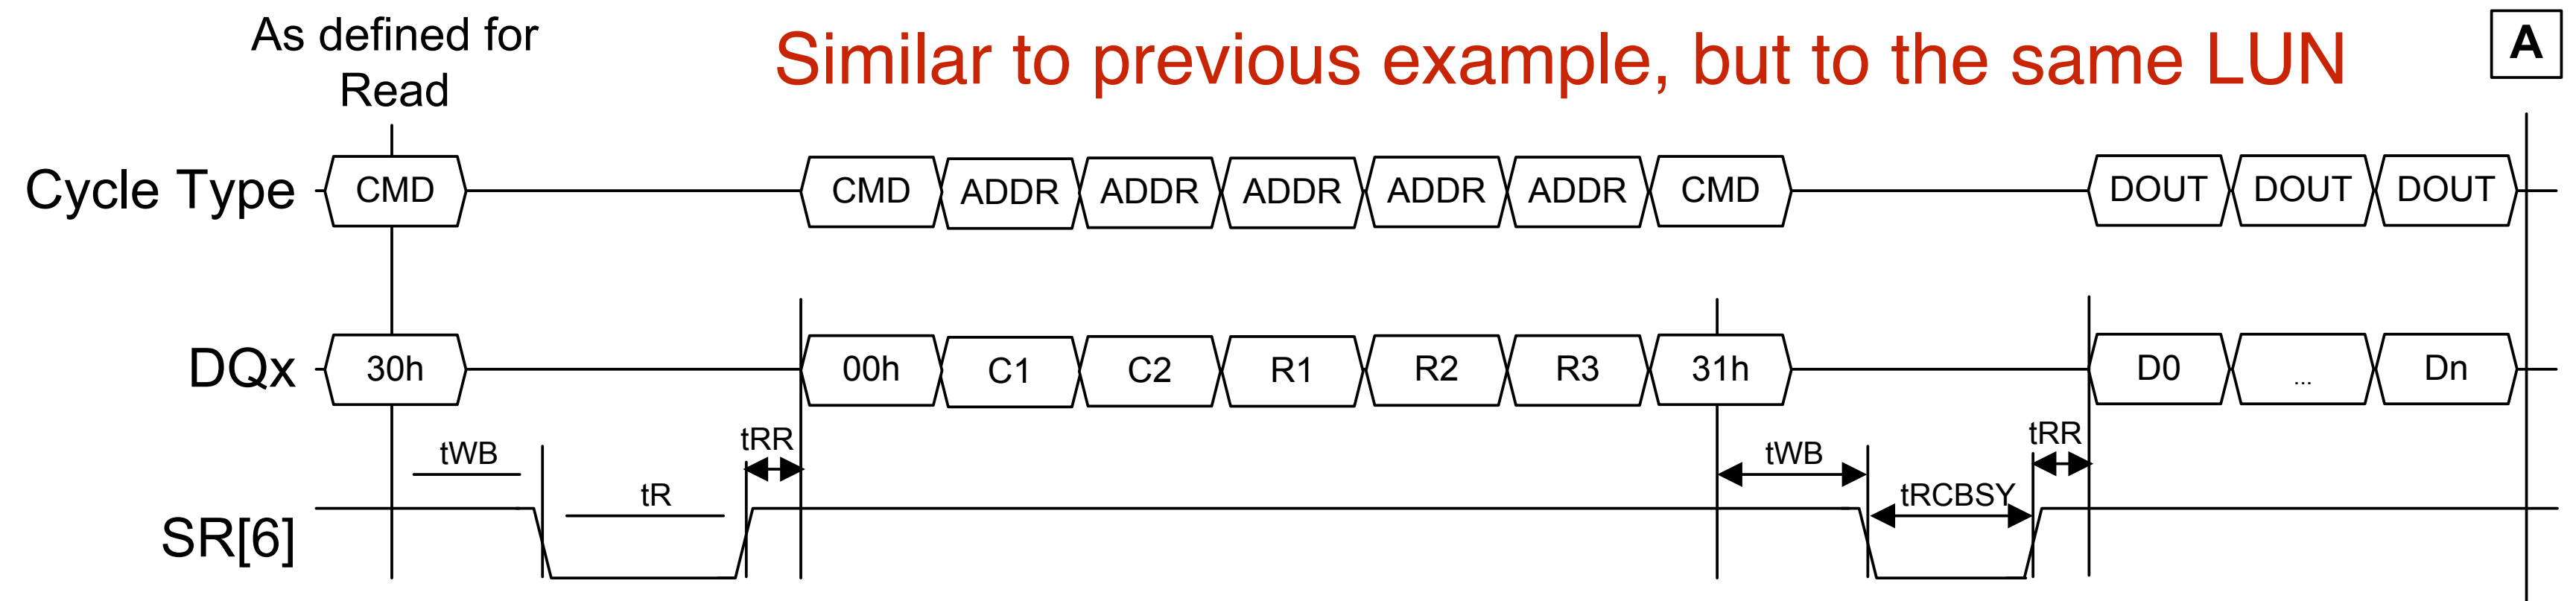 As defined for
Read
Similar to previous example, but to the same LUN
A
Cycle Type CMD CMD ADDR ADDR ADDR ADDR ADDR CMD DOUT DOUT DOUT
DQx 30h 00h C1 C2 R1 R2 R3 31h D0 ... Dn
tWB tR tRR tWB tRCBSY tRR
SR[6]